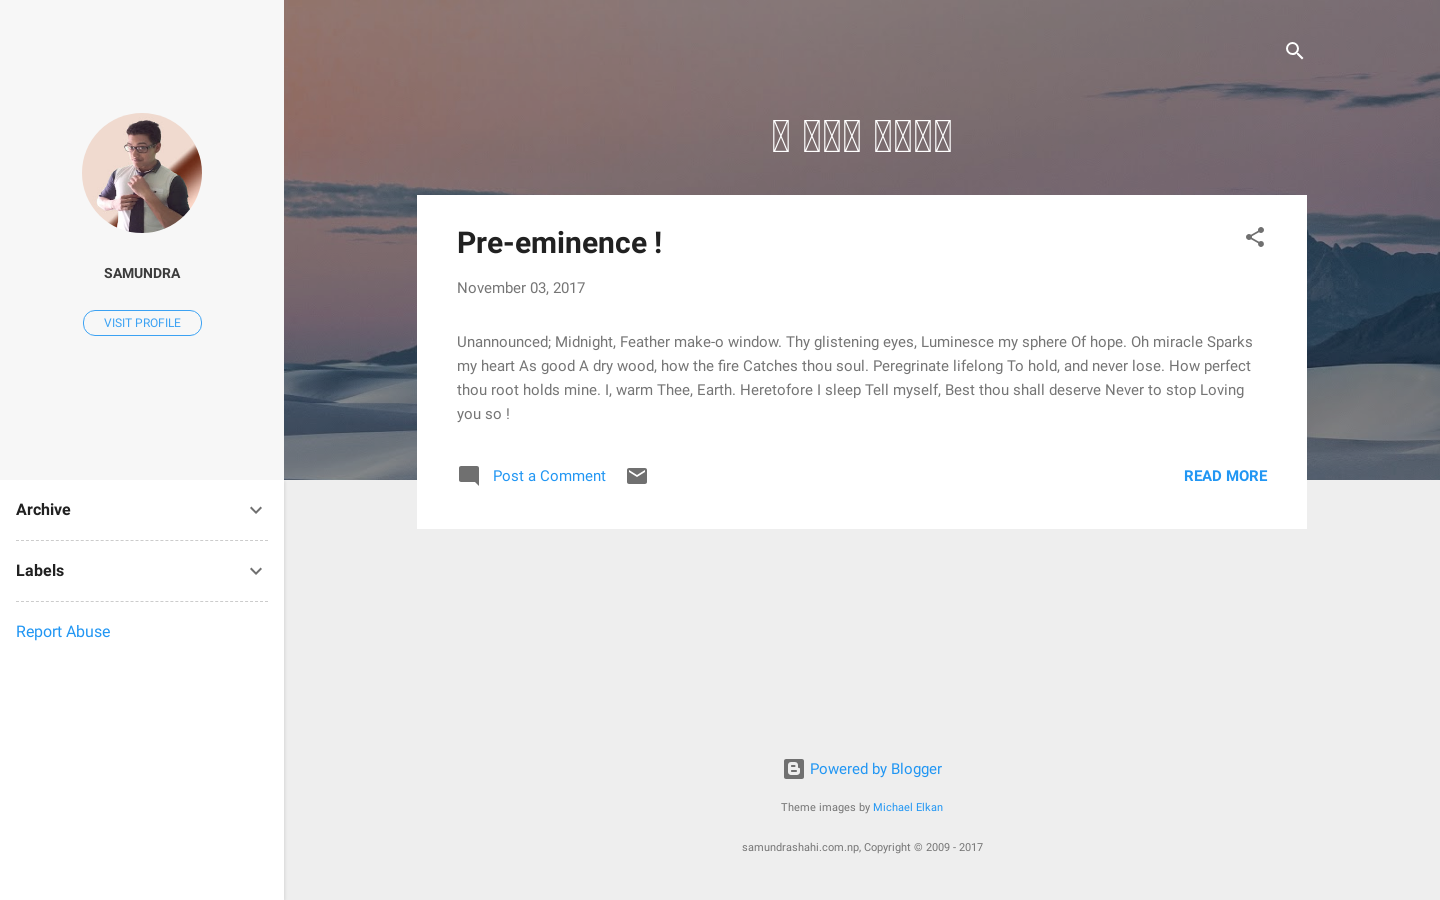 SAMUNDRA
VISIT PROFILE
Archive
Labels
Report Abuse
Pre-eminence !
November 03, 2017
Unannounced; Midnight, Feather make-o window. Thy glistening eyes, Luminesce my sphere Of hope. Oh miracle Sparks
my heart As good A dry wood, how the fire Catches thou soul. Peregrinate lifelong To hold, and never lose. How perfect
thou root holds mine. I, warm Thee, Earth. Heretofore I sleep Tell myself, Best thou shall deserve Never to stop Loving
you so !
Post a Comment
READ MORE
Powered by Blogger
Theme images by Michael Elkan
samundrashahi.com.np, Copyright © 2009 - 2017